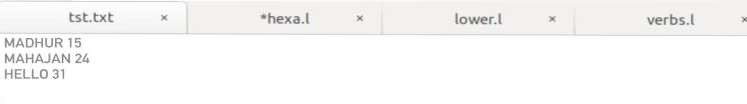 tst.txt × *hexa.l × lower.l × verbs.l ×
MADHUR 15
MAHAJAN 24
HELLO 31